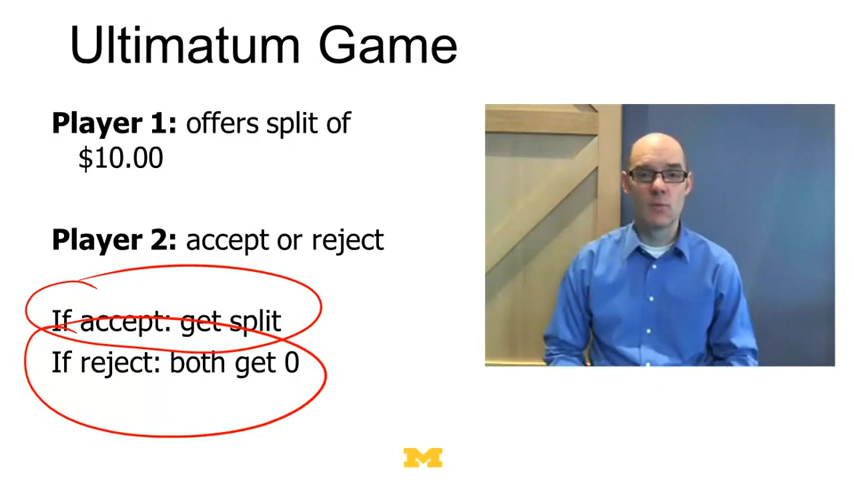 Ultimatum Game
Player 1: offers split of
$10.00
Player 2: accept or reject
If accept: get split
If reject: both get 0
M